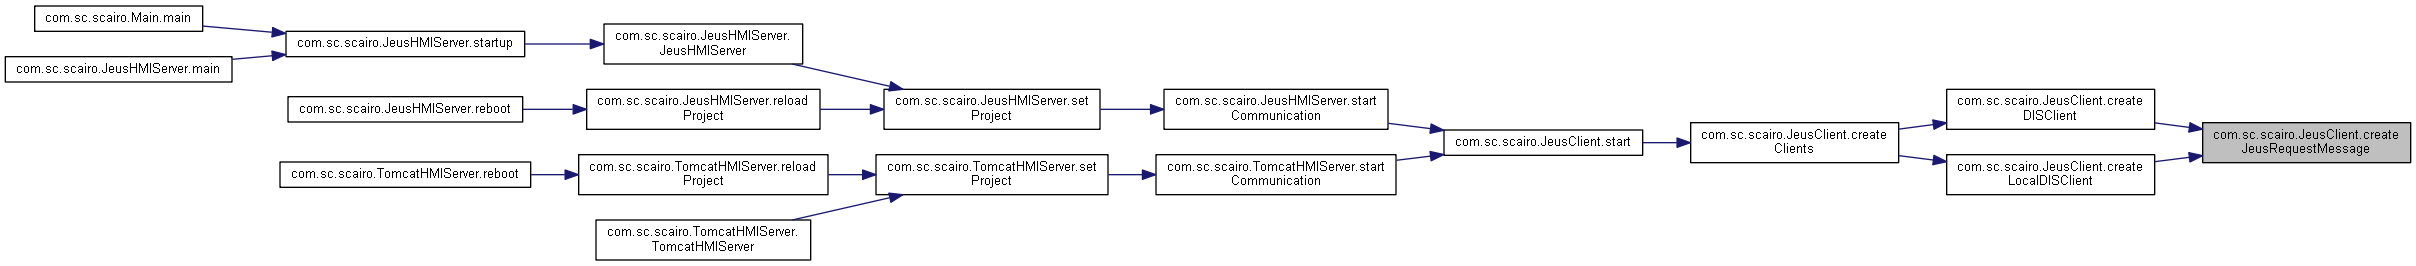 com.sc.scairo.Main.main
com.sc.scairo.JeusHMIServer.main
com.sc.scairo.JeusHMIServer.startup
com.sc.scairo.JeusHMIServer.reboot
com.sc.scairo.TomcatHMIServer.reboot
com.sc.scairo.JeusHMIServer.
JeusHMIServer
com.sc.scairo.JeusHMIServer.reload
Project
com.sc.scairo.TomcatHMIServer.reload
Project
com.sc.scairo.TomcatHMIServer.
TomcatHMIServer
com.sc.scairo.JeusHMIServer.set
Project
com.sc.scairo.TomcatHMIServer.set
Project
com.sc.scairo.JeusHMIServer.start
Communication
com.sc.scairo.TomcatHMIServer.start
Communication
com.sc.scairo.JeusClient.start
com.sc.scairo.JeusClient.create
Clients
com.sc.scairo.JeusClient.create
DISClient
com.sc.scairo.JeusClient.create
LocalDISClient
com.sc.scairo.JeusClient.create
JeusRequestMessage